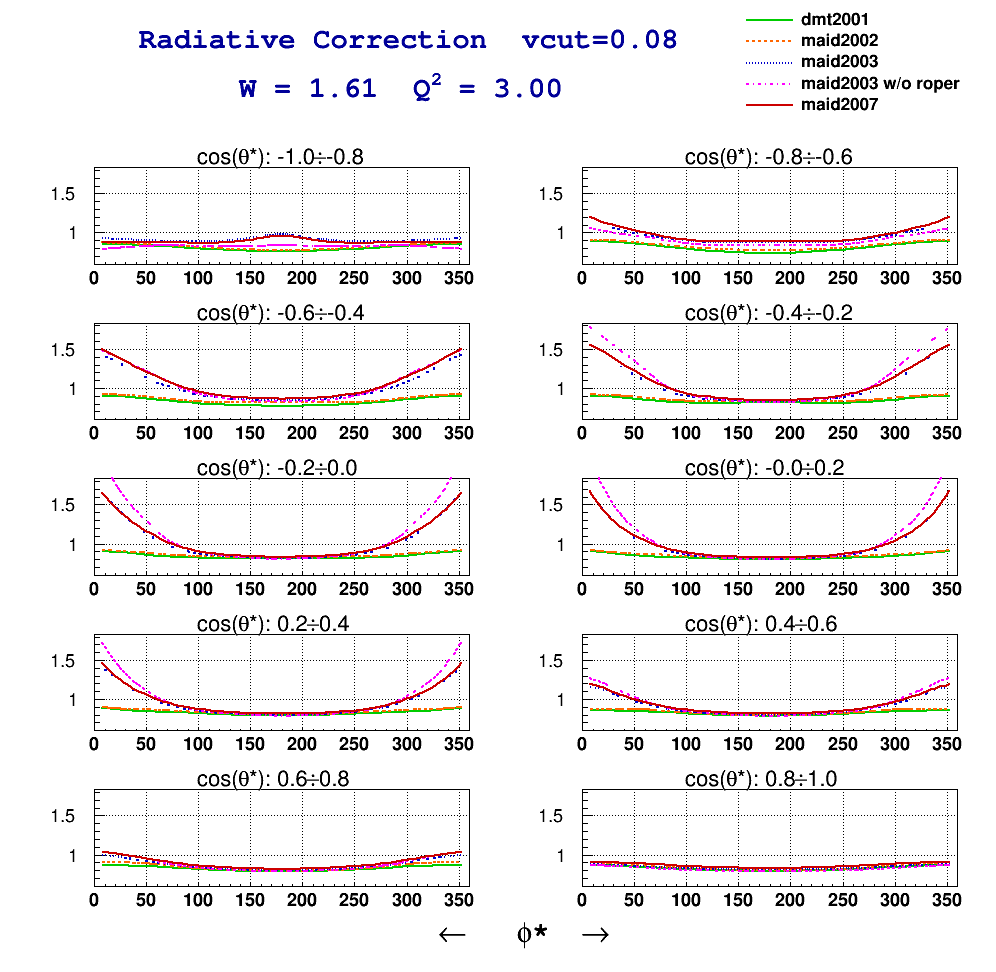 Radiative Correction vcut=0.08
W = 1.61 Q² = 3.00
dmt2001
maid2002
maid2003
maid2003 w/o roper
maid2007
cos(θ*): -1.0÷-0.8
1.5
1
0 50 100 150 200 250 300 350
cos(θ*): -0.8÷-0.6
1.5
1
0 50 100 150 200 250 300 350
cos(θ*): -0.6÷-0.4
1.5
1
0 50 100 150 200 250 300 350
cos(θ*): -0.4÷-0.2
1.5
1
0 50 100 150 200 250 300 350
cos(θ*): -0.2÷0.0
1.5
1
0 50 100 150 200 250 300 350
cos(θ*): -0.0÷0.2
1.5
1
0 50 100 150 200 250 300 350
cos(θ*): 0.2÷0.4
1.5
1
0 50 100 150 200 250 300 350
cos(θ*): 0.4÷0.6
1.5
1
0 50 100 150 200 250 300 350
cos(θ*): 0.6÷0.8
1.5
1
0 50 100 150 200 250 300 350
cos(θ*): 0.8÷1.0
1.5
1
0 50 100 150 200 250 300 350
← ϕ* →